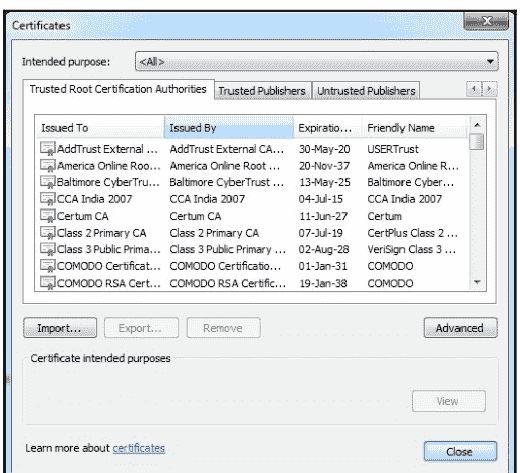 Certificates
Intended purpose: <All>
Trusted Root Certification Authorities Trusted Publishers Untrusted Publishers
Issued To Issued By Expiratio... Friendly Name
AddTrust External ... AddTrust External CA... 30-May-20 USERTrust
America Online Roo... America Online Root ... 20-Nov-37 America Online R...
Baltimore CyberTru... Baltimore CyberTrust ... 13-May-25 Baltimore Cyber...
CCA India 2007 CCA India 2007 04-Jul-15 CCA India 2007
Certum CA Certum CA 11-Jun-27 Certum
Class 2 Primary CA Class 2 Primary CA 07-Jul-19 CertPlus Class 2 ...
Class 3 Public Prima... Class 3 Public Primary ... 02-Aug-28 VeriSign Class 3 ...
COMODO Certificat... COMODO Certificatio... 01-Jan-31 COMODO
COMODO RSA Cert... COMODO RSA Certific... 19-Jan-38 COMODO
Import... Export... Remove Advanced
Certificate intended purposes
View
Learn more about certificates
Close